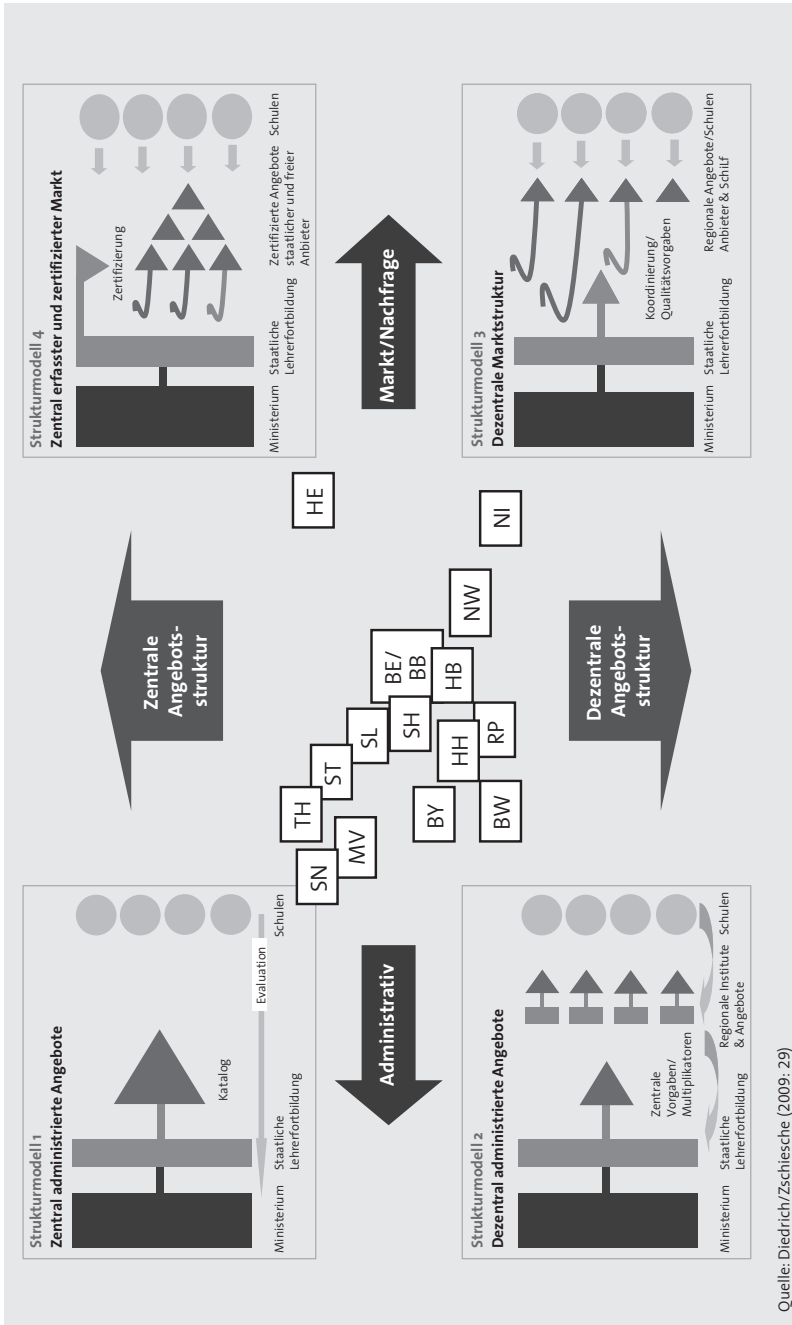 Strukturmodell 1
Zentral administrierte Angebote
Katalog
Evaluation
Ministerium
Staatliche
Lehrerfortbildung
Schulen
Zentrale
Angebots-
struktur
Strukturmodell 4
Zentral erfasster und zertifizierter Markt
Zertifizierung
Ministerium
Staatliche
Lehrerfortbildung
Zertifizierte Angebote
staatlicher und freier
Anbieter
Schulen
Administrativ
SN
TH
MV
ST
SL
BY
SH
BE/
BB
HH
HB
BW
RP
NW
HE
NI
Markt/Nachfrage
Strukturmodell 2
Dezentral administrierte Angebote
Zentrale
Vorgaben/
Multiplikatoren
Ministerium
Staatliche
Lehrerfortbildung
Regionale Institute
& Angebote
Schulen
Dezentrale
Angebots-
struktur
Strukturmodell 3
Dezentrale Marktstruktur
Koordinierung/
Qualitätsvorgaben
Ministerium
Staatliche
Lehrerfortbildung
Regionale Angebote/Schulen
Anbieter & SchiLf
Quelle: Diedrich/Zschiesche (2009: 29)